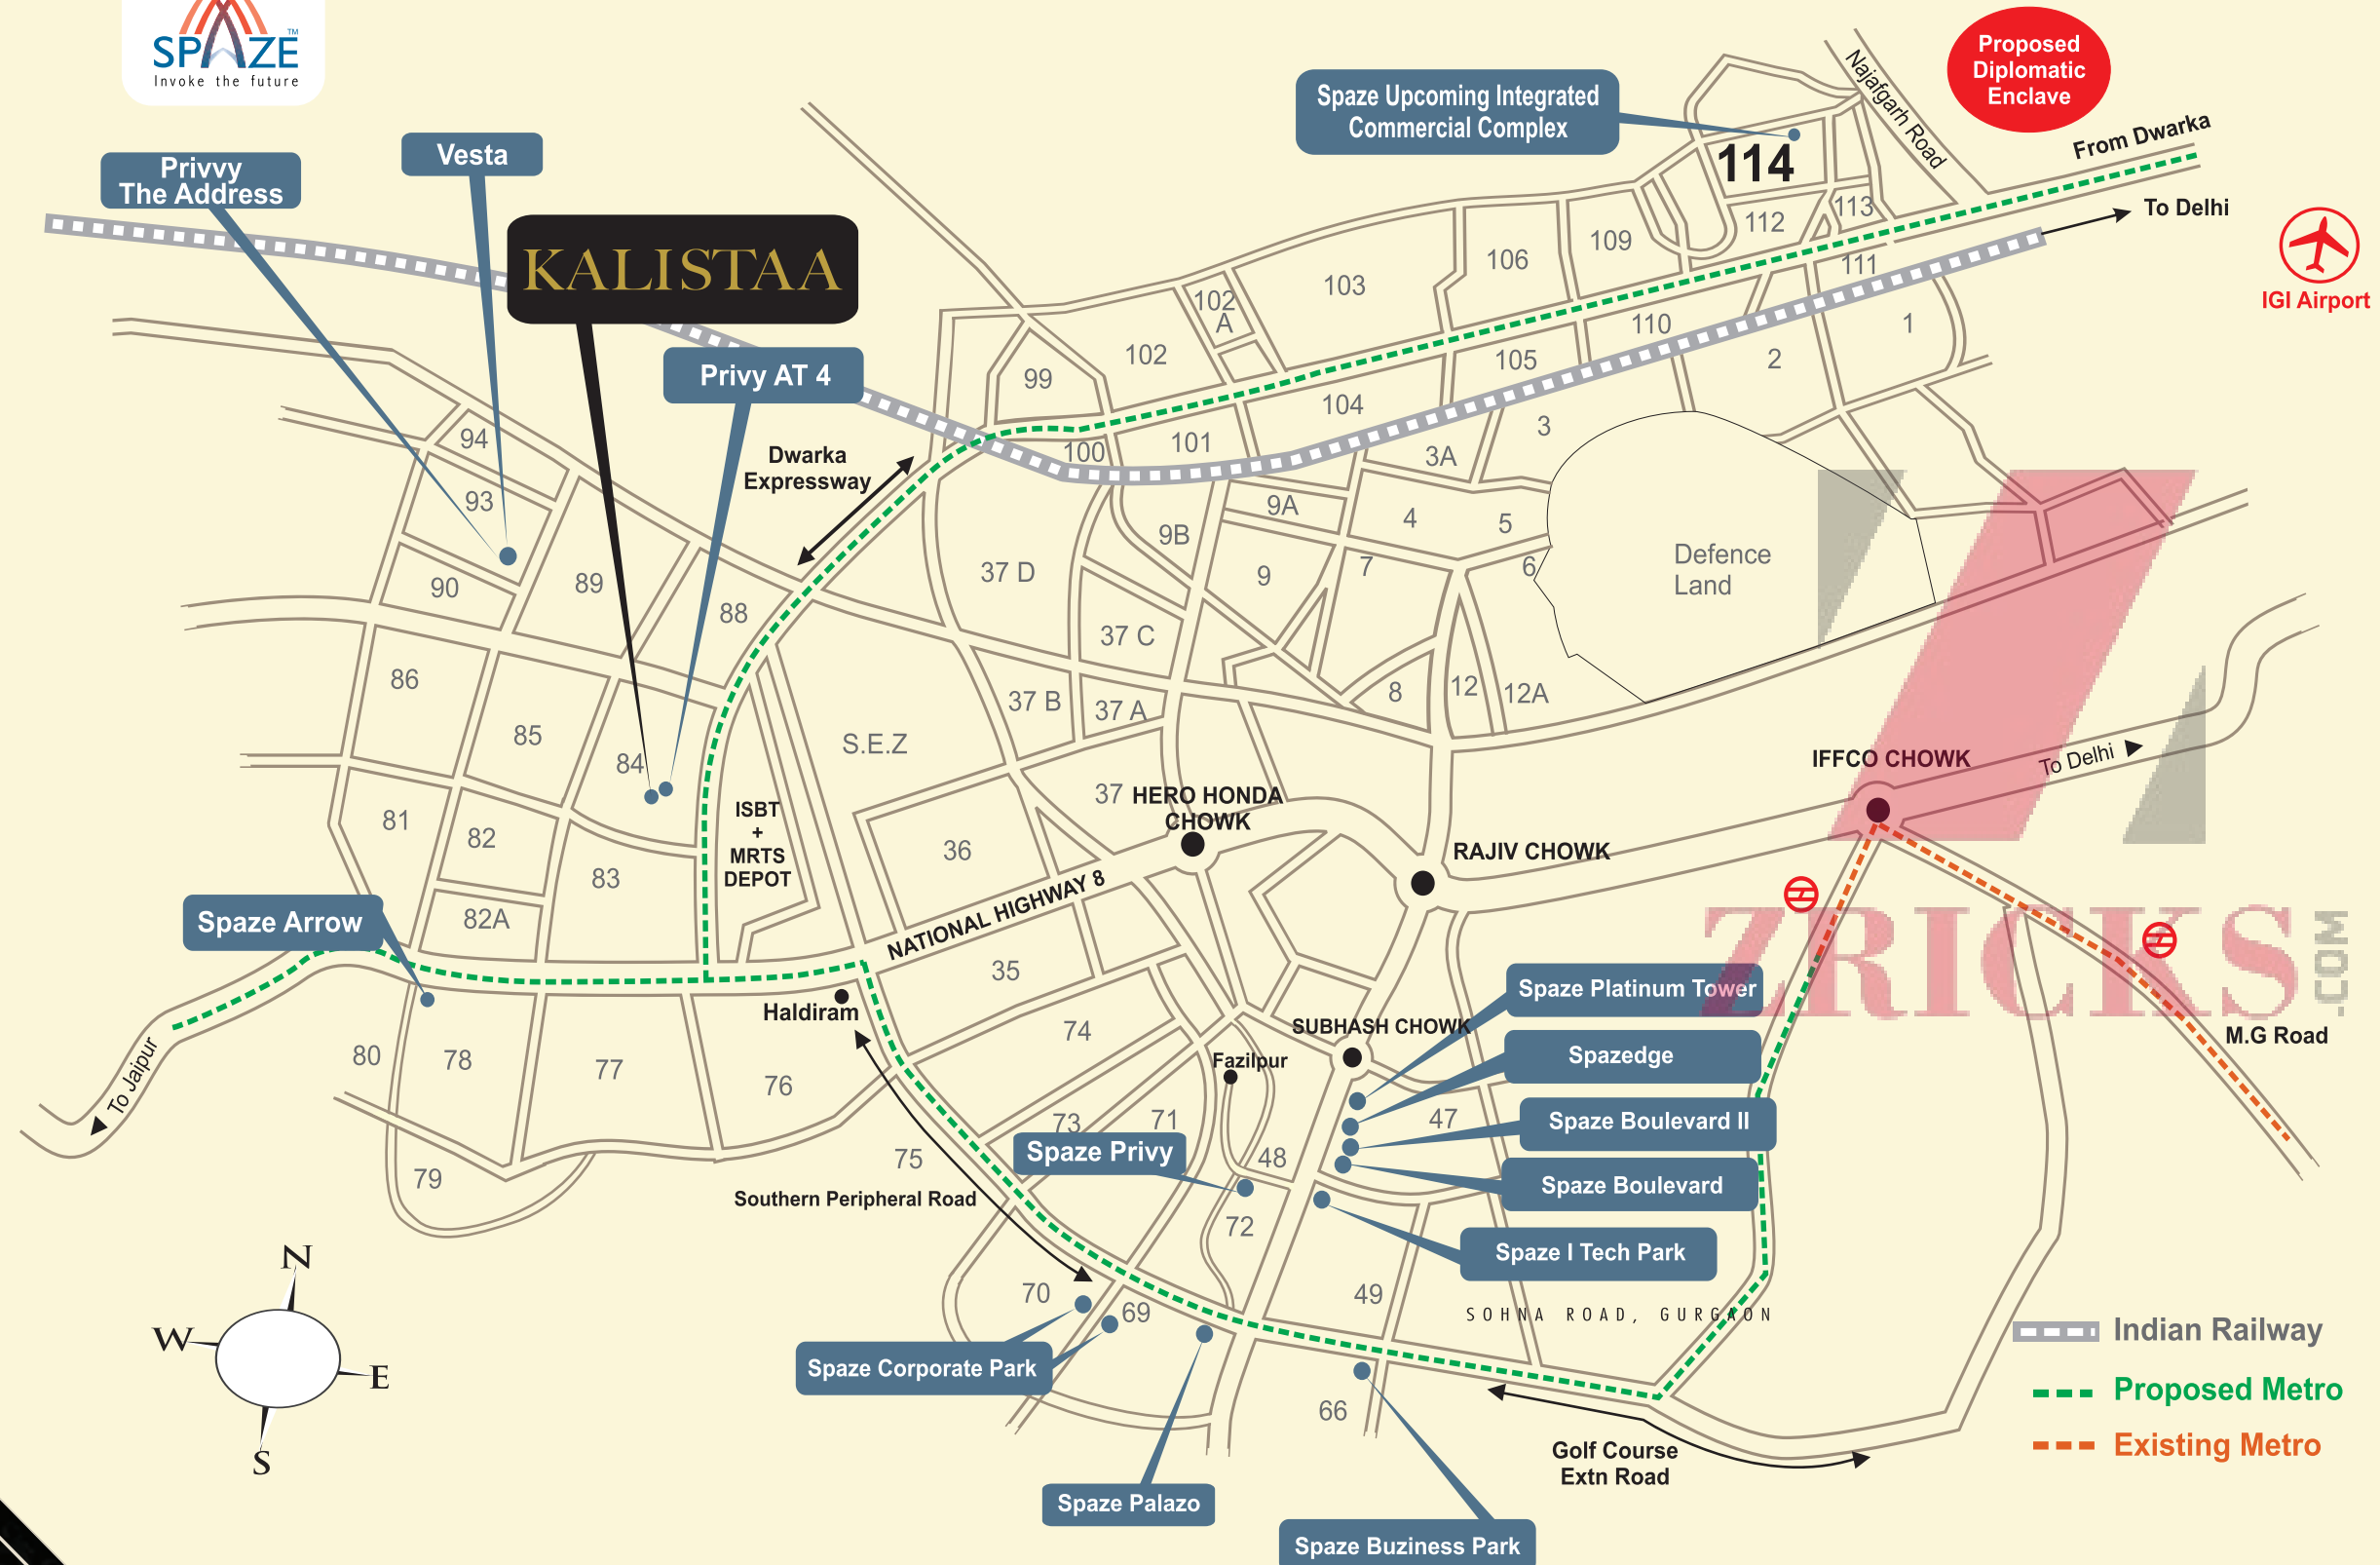 SPAZE™
Invoke the future
Proposed
Diplomatic
Enclave
Najafgarh Road
From Dwarka
To Delhi
IGI Airport
Spaze Upcoming Integrated
Commercial Complex
114
Privvy
The Address
Vesta
KALISTAA
Privy AT 4
113
112
109
106
103
102
A
111
110
1
2
105
102
99
104
3
101
100
3A
94
93
Dwarka
Expressway
9A
4
5
9B
Defence
Land
37 D
9
7
6
90
89
88
37 C
86
37 B
37 A
8
12
12A
85
S.E.Z
84
37
HERO HONDA
CHOWK
IFFCO CHOWK
To Delhi
ISBT
+
MRTS
DEPOT
81
82
36
RAJIV CHOWK
83
82A
NATIONAL HIGHWAY 8
Spaze Arrow
ZRICKS
.COM
35
Spaze Platinum Tower
Haldiram
SUBHASH CHOWK
M.G Road
74
Fazilpur
Spazedge
To Jaipur
80
78
77
76
73
71
47
Spaze Boulevard II
75
Spaze Privy
48
79
Spaze Boulevard
Southern Peripheral Road
72
Spaze I Tech Park
70
69
49
SOHNA ROAD, GURGAON
N
W
E
S
Spaze Corporate Park
66
Golf Course
Extn Road
Spaze Palazo
Spaze Buziness Park
Indian Railway
Proposed Metro
Existing Metro